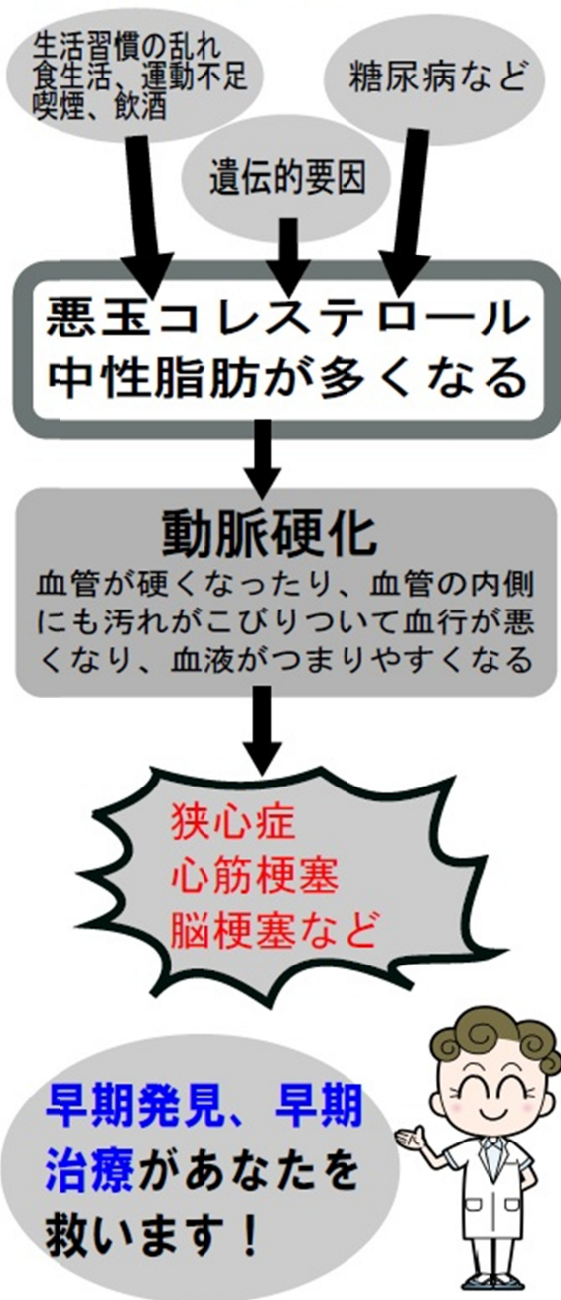 生活習慣の乱れ
食生活、運動不足
喫煙、飲酒
糖尿病など
遺伝的要因
悪玉コレステロール
中性脂肪が多くなる
動脈硬化
血管が硬くなったり、血管の内側
にも汚れがこびりついて血行が悪
くなり、血液がつまりやすくなる
狭心症
心筋梗塞
脳梗塞など
早期発見、早期
治療があなたを
救います！